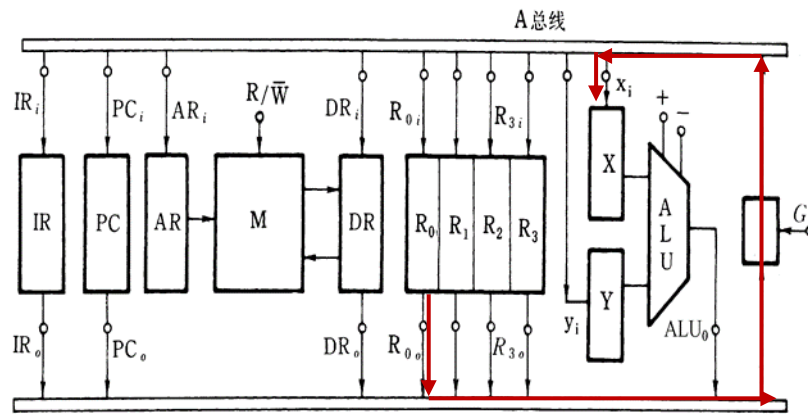 A总线
IRᵢ PCᵢ ARᵢ R/W̅ DRᵢ R₀ᵢ R₃ᵢ xᵢ + −
IR PC AR M DR R₀ R₁ R₂ R₃ X ALU G
Y
yᵢ
IRₒ PCₒ DRₒ R₀ₒ R₃ₒ ALU₀